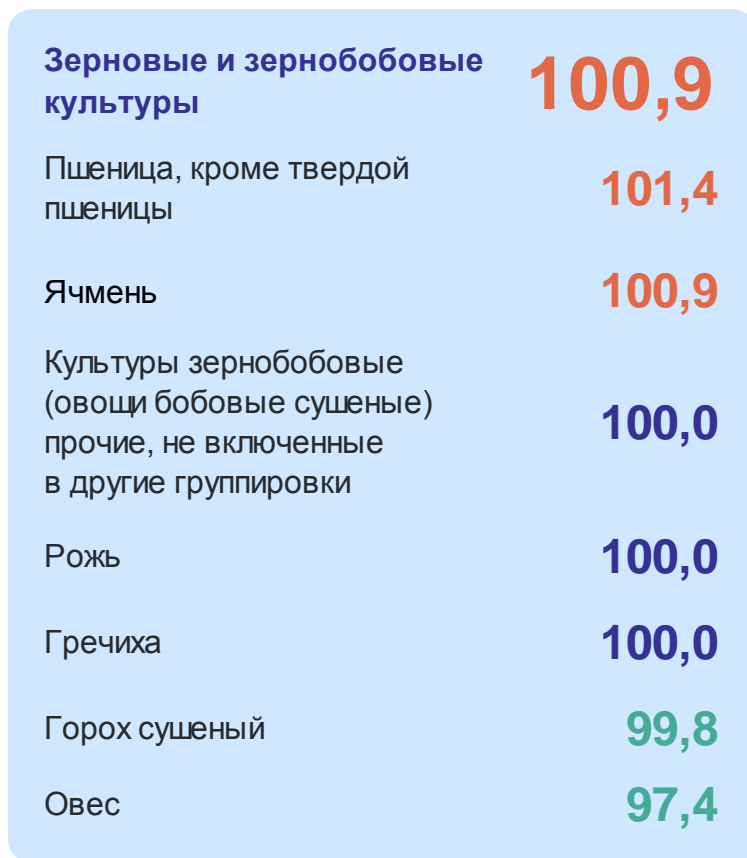 Зерновые и зернобобовые
культуры
100,9
Пшеница, кроме твердой
пшеницы
101,4
Ячмень
100,9
Культуры зернобобовые
(овощи бобовые сушеные)
прочие, не включенные
в другие группировки
100,0
Рожь
100,0
Гречиха
100,0
Горох сушеный
99,8
Овес
97,4